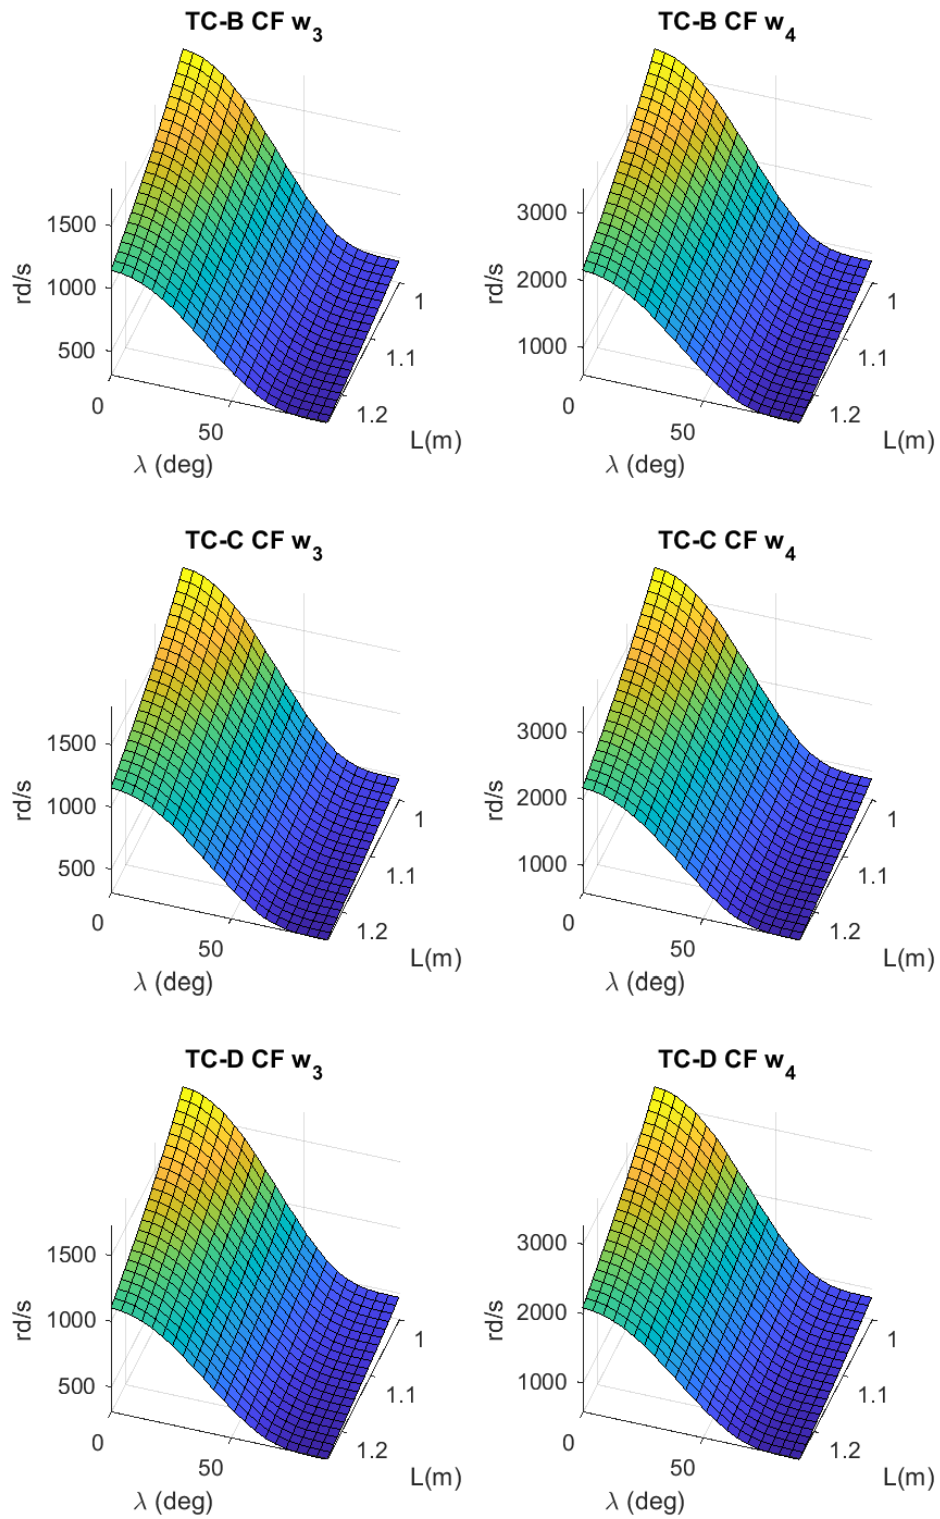 TC-B CF w3
TC-B CF w4
1500
1000
500
rd/s
0
50
λ (deg)
1
1.1
1.2
L(m)
3000
2000
1000
rd/s
0
50
λ (deg)
1
1.1
1.2
L(m)
TC-C CF w3
TC-C CF w4
1500
1000
500
rd/s
0
50
λ (deg)
1
1.1
1.2
L(m)
3000
2000
1000
rd/s
0
50
λ (deg)
1
1.1
1.2
L(m)
TC-D CF w3
TC-D CF w4
1500
1000
500
rd/s
0
50
λ (deg)
1
1.1
1.2
L(m)
3000
2000
1000
rd/s
0
50
λ (deg)
1
1.1
1.2
L(m)